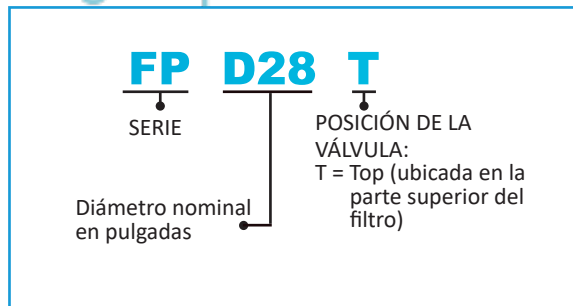 FP D28 T
SERIE
POSICIÓN DE LA
VÁLVULA:
T = Top (ubicada en la
parte superior del
filtro)
Diámetro nominal
en pulgadas